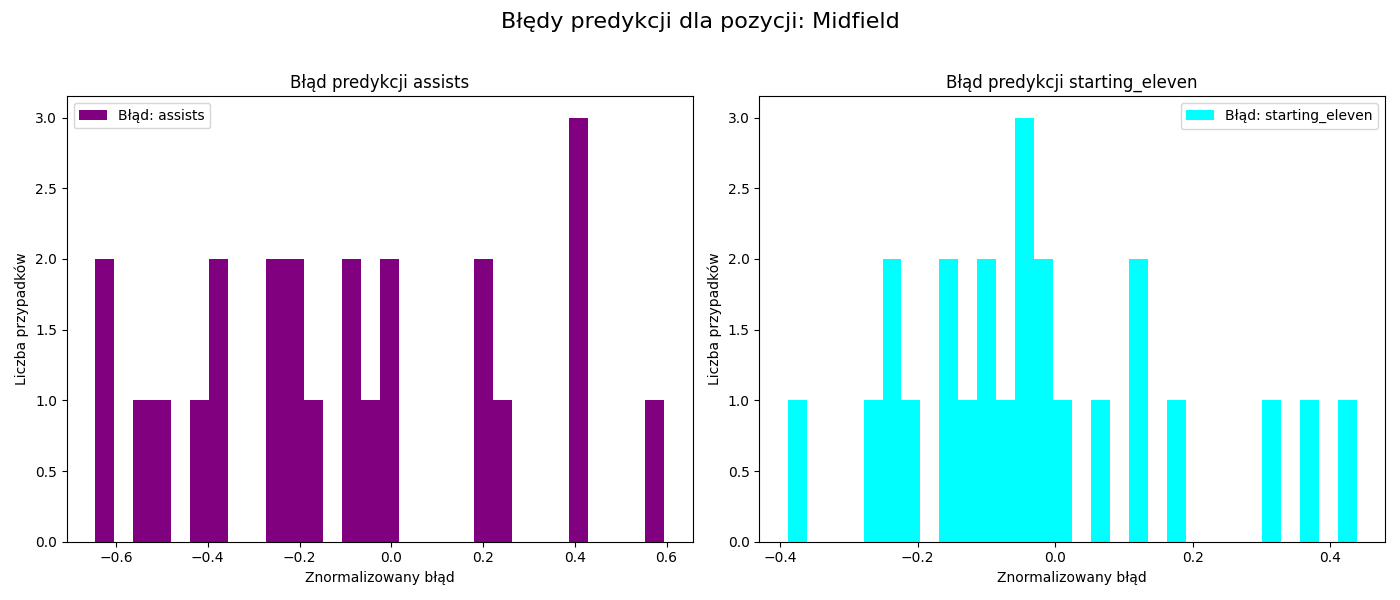 Błędy predykcji dla pozycji: Midfield
Błąd predykcji assists
Błąd: assists
Liczba przypadków
3.0
2.5
2.0
1.5
1.0
0.5
0.0
−0.6
−0.4
−0.2
0.0
0.2
0.4
0.6
Znormalizowany błąd
Błąd predykcji starting_eleven
Błąd: starting_eleven
Liczba przypadków
3.0
2.5
2.0
1.5
1.0
0.5
0.0
−0.4
−0.2
0.0
0.2
0.4
Znormalizowany błąd